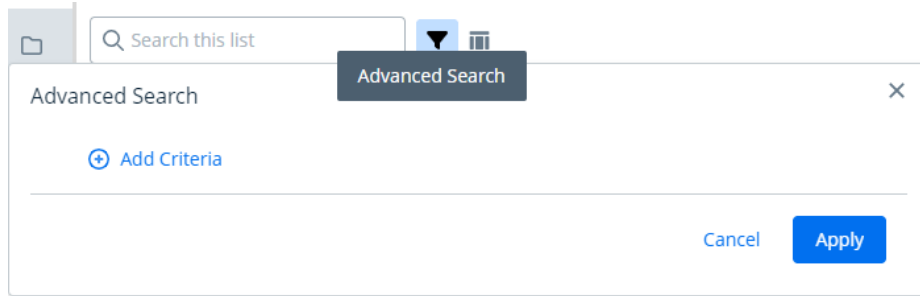 Search this list
Advanced Search
Advanced Search
Add Criteria
Cancel
Apply